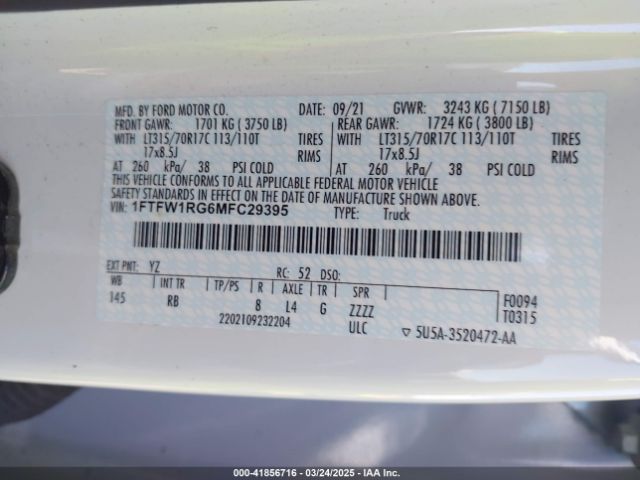 MFD. BY FORD MOTOR CO. DATE: 09/21 GVWR: 3243 KG ( 7150 LB)
FRONT GAWR: 1701 KG ( 3750 LB) REAR GAWR: 1724 KG ( 3800 LB)
WITH LT315/70R17C 113/110T TIRES WITH LT315/70R17C 113/110T TIRES
17x8.5J RIMS 17x8.5J RIMS
AT 260 kPa/ 38 PSI COLD AT 260 kPa/ 38 PSI COLD
THIS VEHICLE CONFORMS TO ALL APPLICABLE FEDERAL MOTOR VEHICLE
SAFETY STANDARDS IN EFFECT ON THE DATE OF MANUFACTURE SHOWN ABOVE.
VIN: 1FTFW1RG6MFC29395 TYPE: Truck
EXT PNT: YZ RC: 52 DSO:
WB INT TR TP/PS R AXLE TR SPR
145 RB 8 L4 G ZZZZ F0094
2202109232204 ULC T0315
▽ 5U5A-3520472-AA
00-41856716 - 03/24/2025 - IAA Inc.